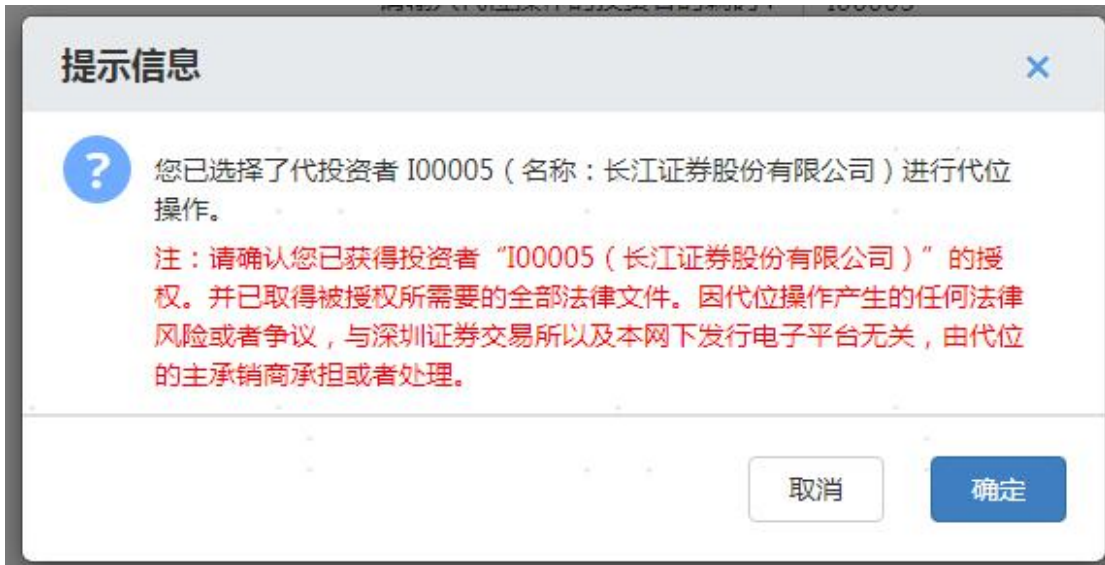 提示信息
×
?
您已选择了代投资者 I00005（名称：长江证券股份有限公司）进行代位
操作。
注：请确认您已获得投资者“I00005（长江证券股份有限公司）”的授
权。并已取得被授权所需要的全部法律文件。因代位操作产生的任何法律
风险或者争议，与深圳证券交易所以及本网下发行电子平台无关，由代位
的主承销商承担或者处理。
取消
确定